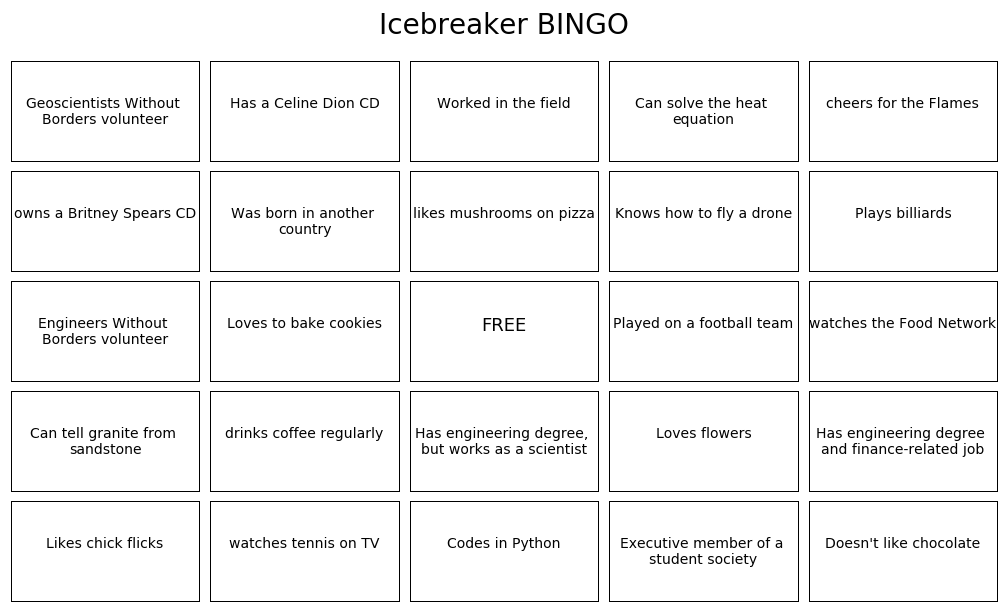 Icebreaker BINGO
Geoscientists Without
Borders volunteer
Has a Celine Dion CD
Worked in the field
Can solve the heat
equation
cheers for the Flames
owns a Britney Spears CD
Was born in another
country
likes mushrooms on pizza
Knows how to fly a drone
Plays billiards
Engineers Without
Borders volunteer
Loves to bake cookies
FREE
Played on a football team
watches the Food Network
Can tell granite from
sandstone
drinks coffee regularly
Has engineering degree,
but works as a scientist
Loves flowers
Has engineering degree
and finance-related job
Likes chick flicks
watches tennis on TV
Codes in Python
Executive member of a
student society
Doesn't like chocolate